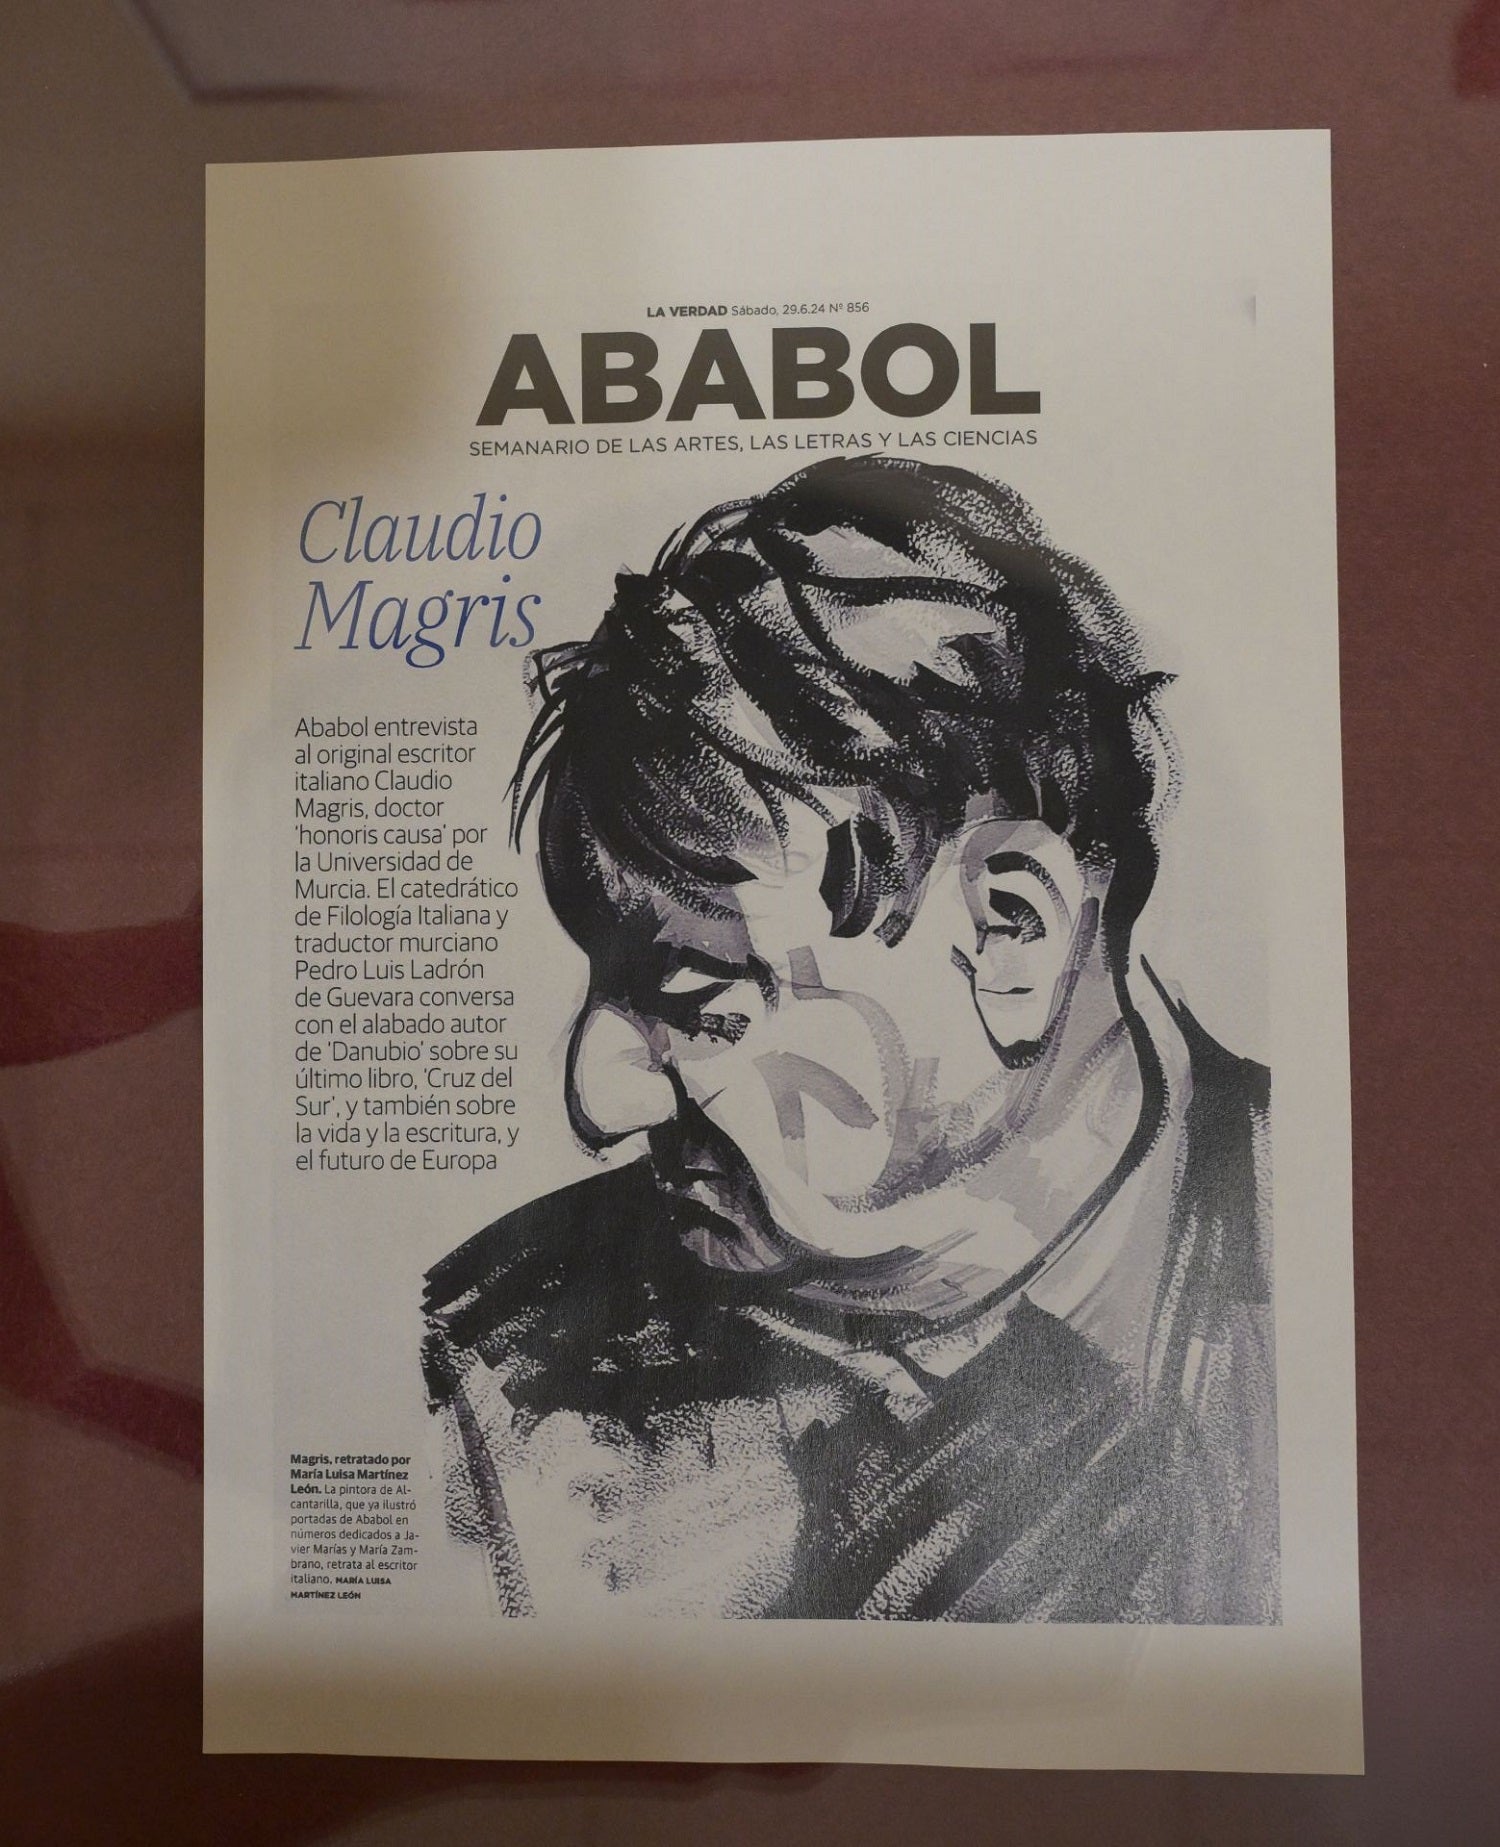 LA VERDAD Sábado, 29.6.24 Nº 856
ABABOL
SEMANARIO DE LAS ARTES, LAS LETRAS Y LAS CIENCIAS
Claudio
Magris
Ababol entrevista
al original escritor
italiano Claudio
Magris, doctor
'honoris causa' por
la Universidad de
Murcia. El catedrático
de Filología Italiana y
traductor murciano
Pedro Luis Ladrón
de Guevara conversa
con el alabado autor
de 'Danubio' sobre su
último libro, 'Cruz del
Sur', y también sobre
la vida y la escritura, y
el futuro de Europa
Magris, retratado por
María Luisa Martínez
León. La pintora de Al-
cantarilla, que ya ilustró
portadas de Ababol en
números dedicados a Ja-
vier Marías y María Zam-
brano, retrata al escritor
italiano. MARÍA LUISA
MARTÍNEZ LEÓN